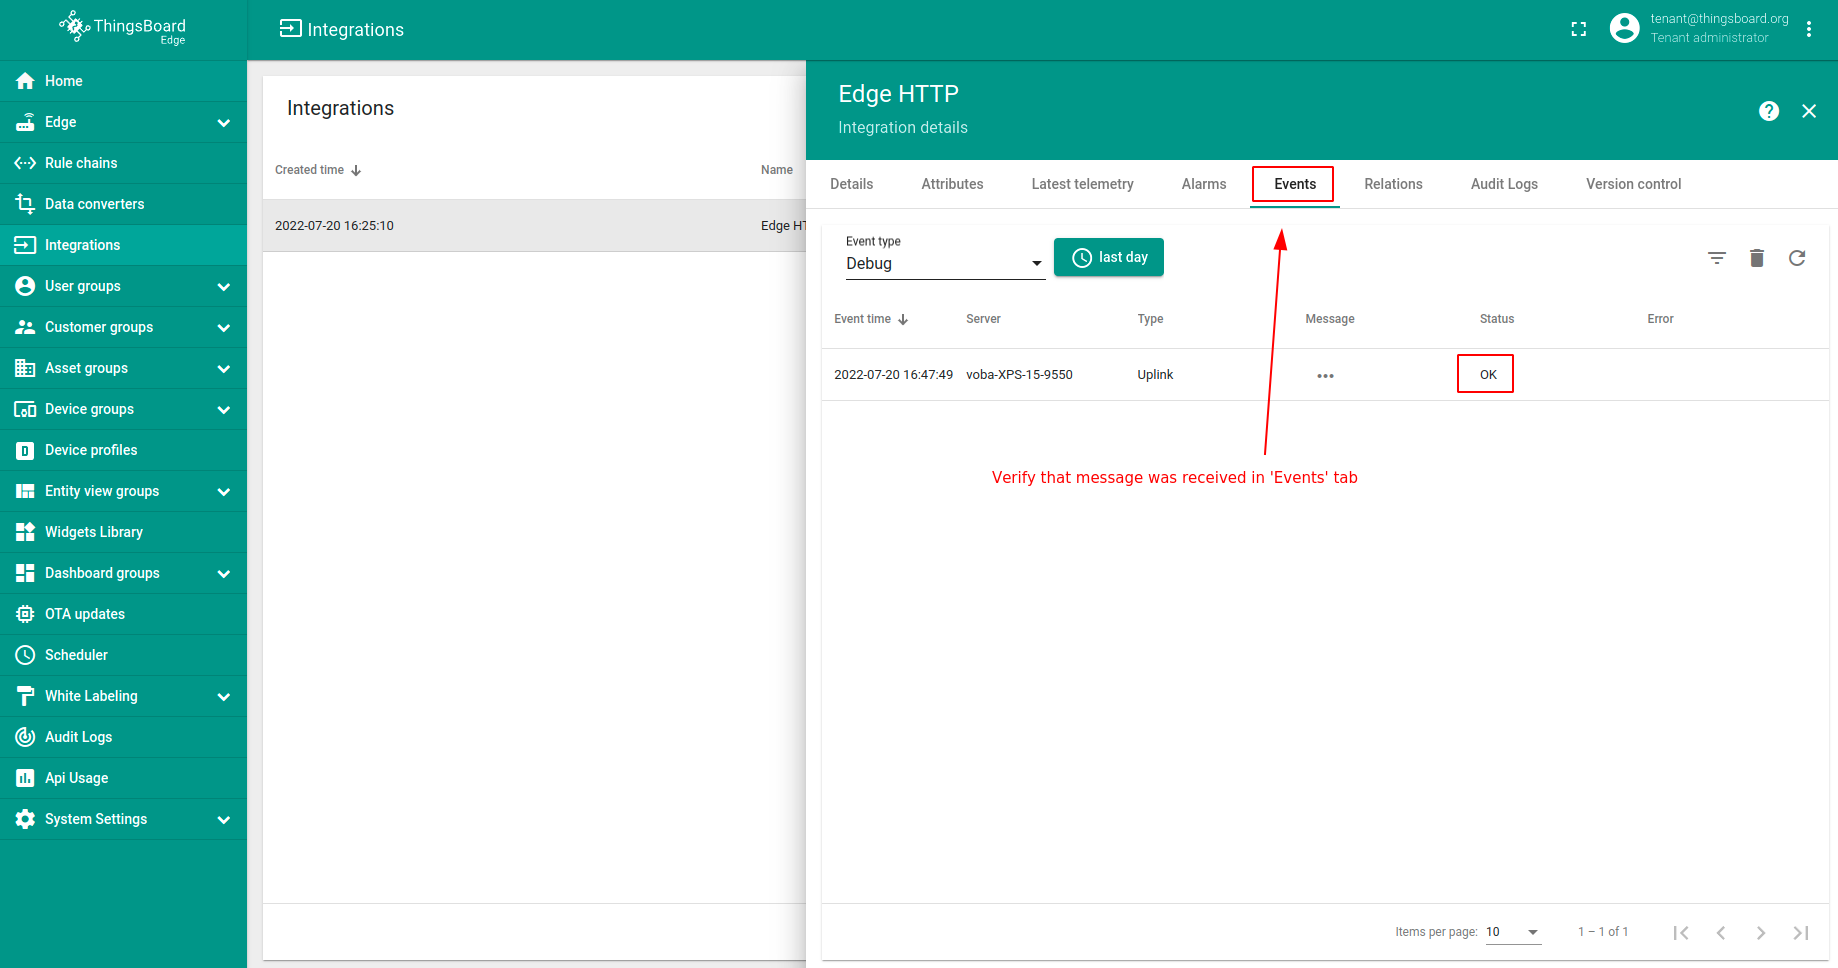 ThingsBoard
Edge
Integrations
tenant@thingsboard.org
Tenant administrator
Home
Edge
Rule chains
Data converters
Integrations
User groups
Customer groups
Asset groups
Device groups
Device profiles
Entity view groups
Widgets Library
Dashboard groups
OTA updates
Scheduler
White Labeling
Audit Logs
Api Usage
System Settings
Integrations
Created time Name
2022-07-20 16:25:10 Edge HT
Edge HTTP
Integration details
Details Attributes Latest telemetry Alarms Events Relations Audit Logs Version control
Event type
Debug
last day
Event time Server Type Message Status Error
2022-07-20 16:47:49 voba-XPS-15-9550 Uplink ••• OK
Verify that message was received in 'Events' tab
Items per page: 10 1 – 1 of 1